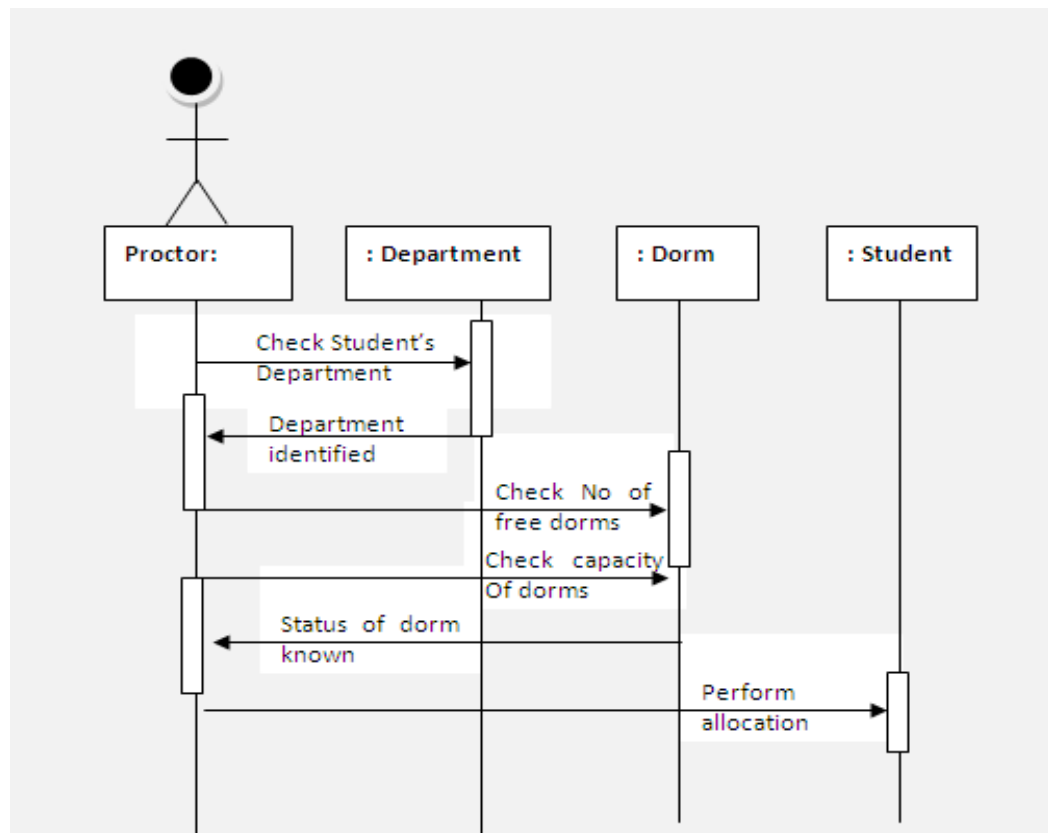 Proctor:
: Department
: Dorm
: Student
Check Student's
Department
Department
identified
Check No of
free dorms
Check capacity
Of dorms
Status of dorm
known
Perform
allocation